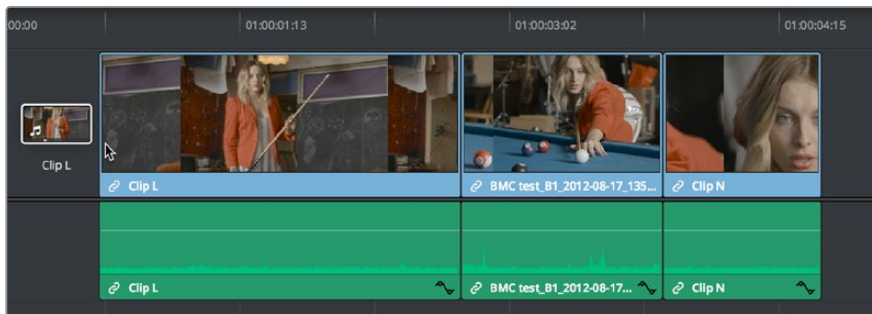 00:00
01:00:01:13
01:00:03:02
01:00:04:15
Clip L
Clip L
BMC test_B1_2012-08-17_135...
Clip N
Clip L
BMC test_B1_2012-08-17...
Clip N